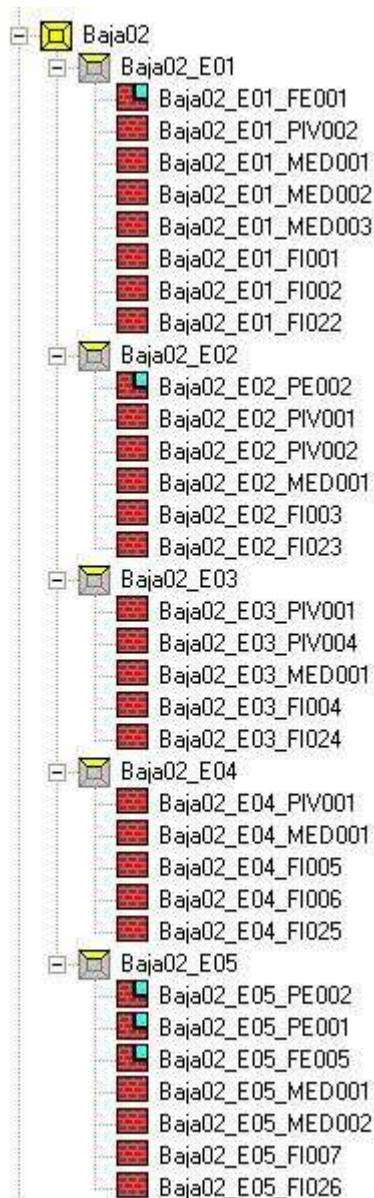 Baja02
Baja02_E01
Baja02_E01_FE001
Baja02_E01_PIV002
Baja02_E01_MED001
Baja02_E01_MED002
Baja02_E01_MED003
Baja02_E01_FI001
Baja02_E01_FI002
Baja02_E01_FI022
Baja02_E02
Baja02_E02_PE002
Baja02_E02_PIV001
Baja02_E02_PIV002
Baja02_E02_MED001
Baja02_E02_FI003
Baja02_E02_FI023
Baja02_E03
Baja02_E03_PIV001
Baja02_E03_PIV004
Baja02_E03_MED001
Baja02_E03_FI004
Baja02_E03_FI024
Baja02_E04
Baja02_E04_PIV001
Baja02_E04_MED001
Baja02_E04_FI005
Baja02_E04_FI006
Baja02_E04_FI025
Baja02_E05
Baja02_E05_PE002
Baja02_E05_PE001
Baja02_E05_FE005
Baja02_E05_MED001
Baja02_E05_MED002
Baja02_E05_FI007
Baja02_E05_FI026